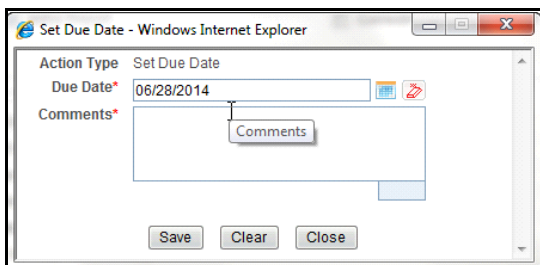 Set Due Date - Windows Internet Explorer
Action Type Set Due Date
Due Date* 06/28/2014
Comments*
Comments
Save Clear Close